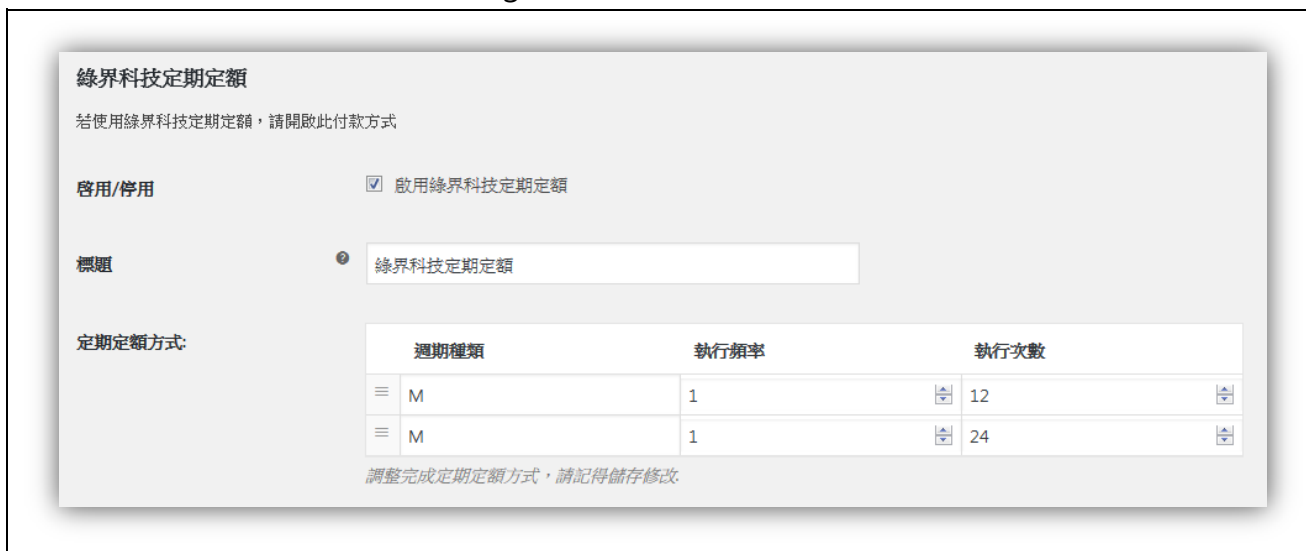 綠界科技定期定額
若使用綠界科技定期定額，請開啟此付款方式
啓用/停用
啟用綠界科技定期定額
標題
綠界科技定期定額
定期定額方式:
週期種類 執行頻率 執行次數
M 1 12
M 1 24
調整完成定期定額方式，請記得儲存修改.